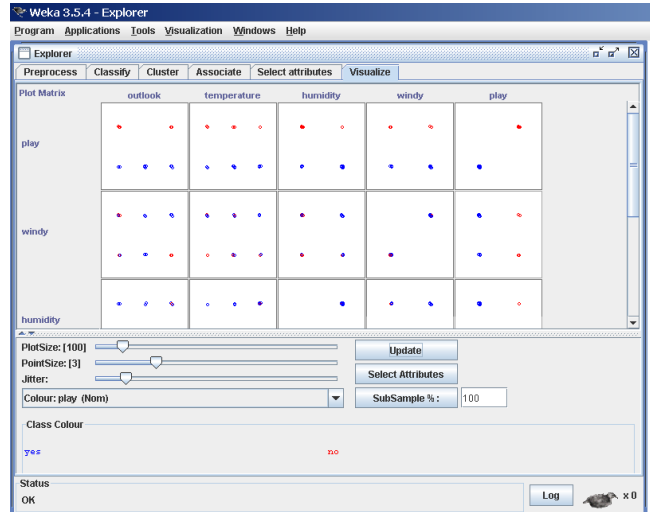 Weka 3.5.4 - Explorer
Program Applications Tools Visualization Windows Help
Explorer
Preprocess Classify Cluster Associate Select attributes Visualize
Plot Matrix outlook temperature humidity windy play
play
windy
humidity
PlotSize: [100]
PointSize: [3]
Jitter:
Update
Select Attributes
Colour: play (Nom) SubSample % : 100
Class Colour
yes no
Status
OK
Log x 0